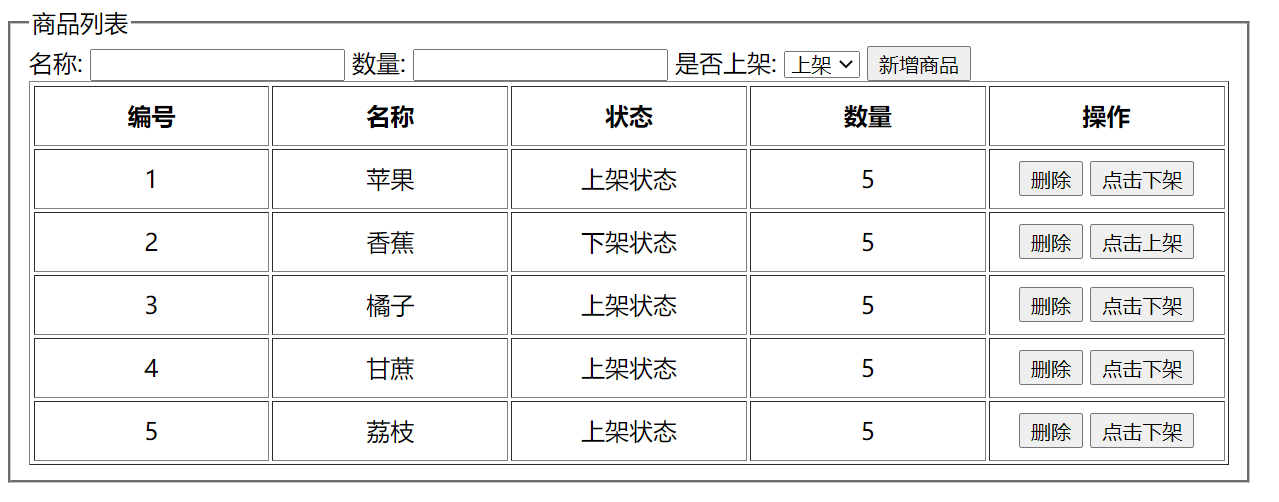 商品列表
名称: 数量: 是否上架: 上架 新增商品
编号 名称 状态 数量 操作
1 苹果 上架状态 5 删除 点击下架
2 香蕉 下架状态 5 删除 点击上架
3 橘子 上架状态 5 删除 点击下架
4 甘蔗 上架状态 5 删除 点击下架
5 荔枝 上架状态 5 删除 点击下架